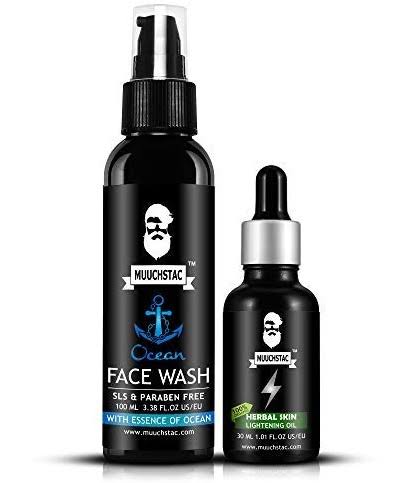 MUUCHSTAC
TM
Ocean
FACE WASH
SLS & PARABEN FREE
100 ML 3.38 FL.OZ US/EU
WITH ESSENCE OF OCEAN
www.muuchstac.com
MUUCHSTAC
TM
100%
HERBAL SKIN
LIGHTENING OIL
30 ML 1.01 FL.OZ US/EU
www.muuchstac.com